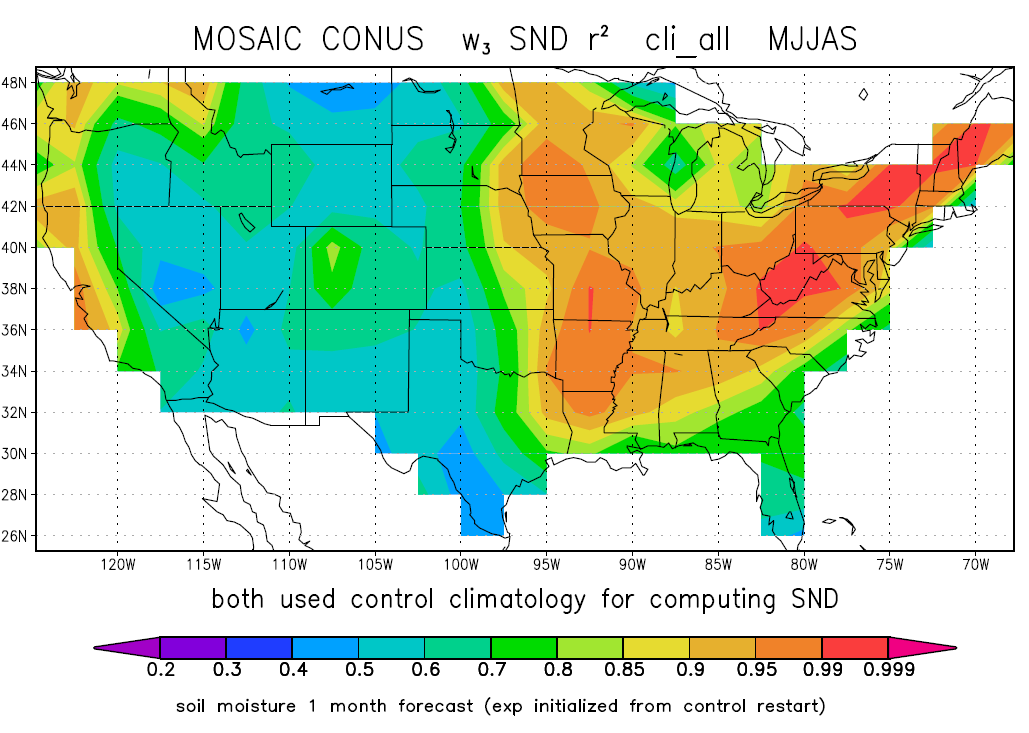 MOSAIC CONUS w₃ SND r² cli_all MJJAS
48N
46N
44N
42N
40N
38N
36N
34N
32N
30N
28N
26N
120W 115W 110W 105W 100W 95W 90W 85W 80W 75W 70W
both used control climatology for computing SND
0.2 0.3 0.4 0.5 0.6 0.7 0.8 0.85 0.9 0.95 0.99 0.999
soil moisture 1 month forecast (exp initialized from control restart)